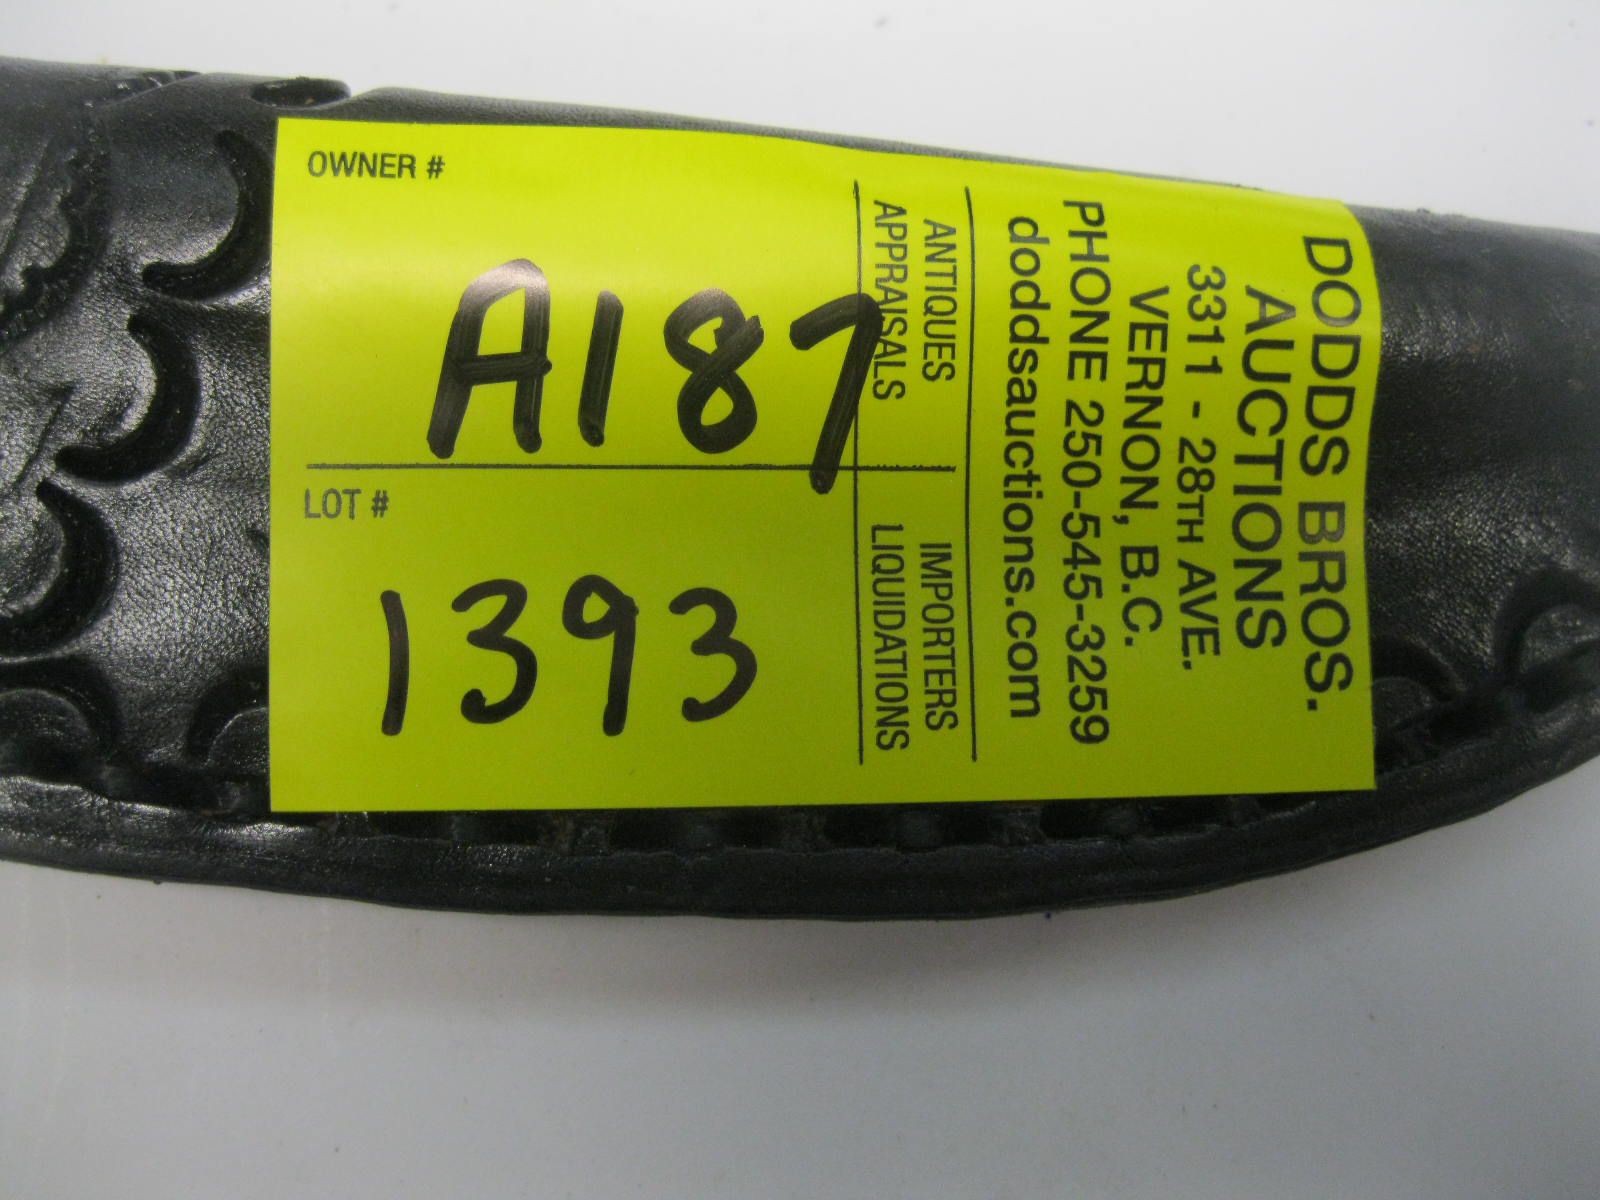 OWNER #
A187
LOT #
1393
DODDS BROS.
AUCTIONS
3311 - 28TH AVE.
VERNON, B.C.
PHONE 250-545-3259
doddsauctions.com
ANTIQUES IMPORTERS
APPRAISALS LIQUIDATIONS